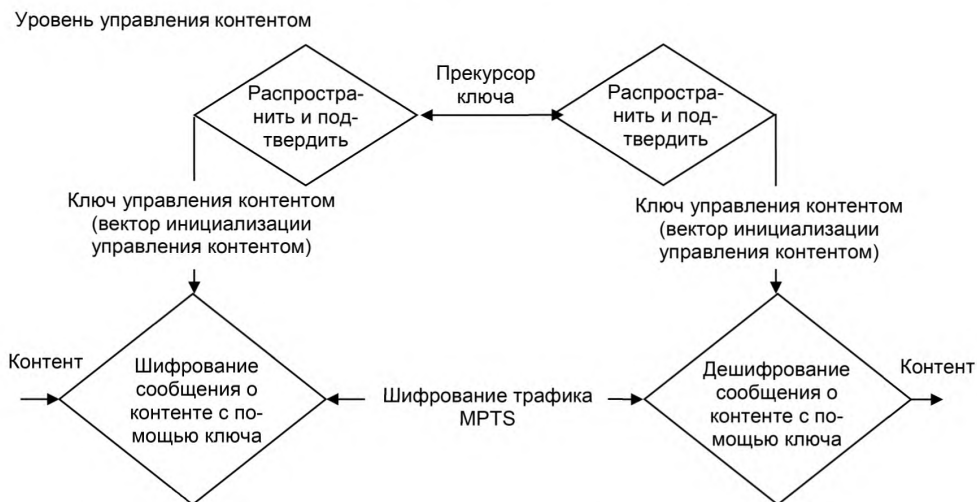 Уровень управления контентом
Распростра-
нить и под-
твердить
Прекурсор
ключа
Распростра-
нить и под-
твердить
Ключ управления контентом
(вектор инициализации
управления контентом)
Ключ управления контентом
(вектор инициализации
управления контентом)
Контент
Шифрование
сообщения о
контенте с по-
мощью ключа
Шифрование трафика
MPTS
Дешифрование
сообщения о
контенте с по-
мощью ключа
Контент